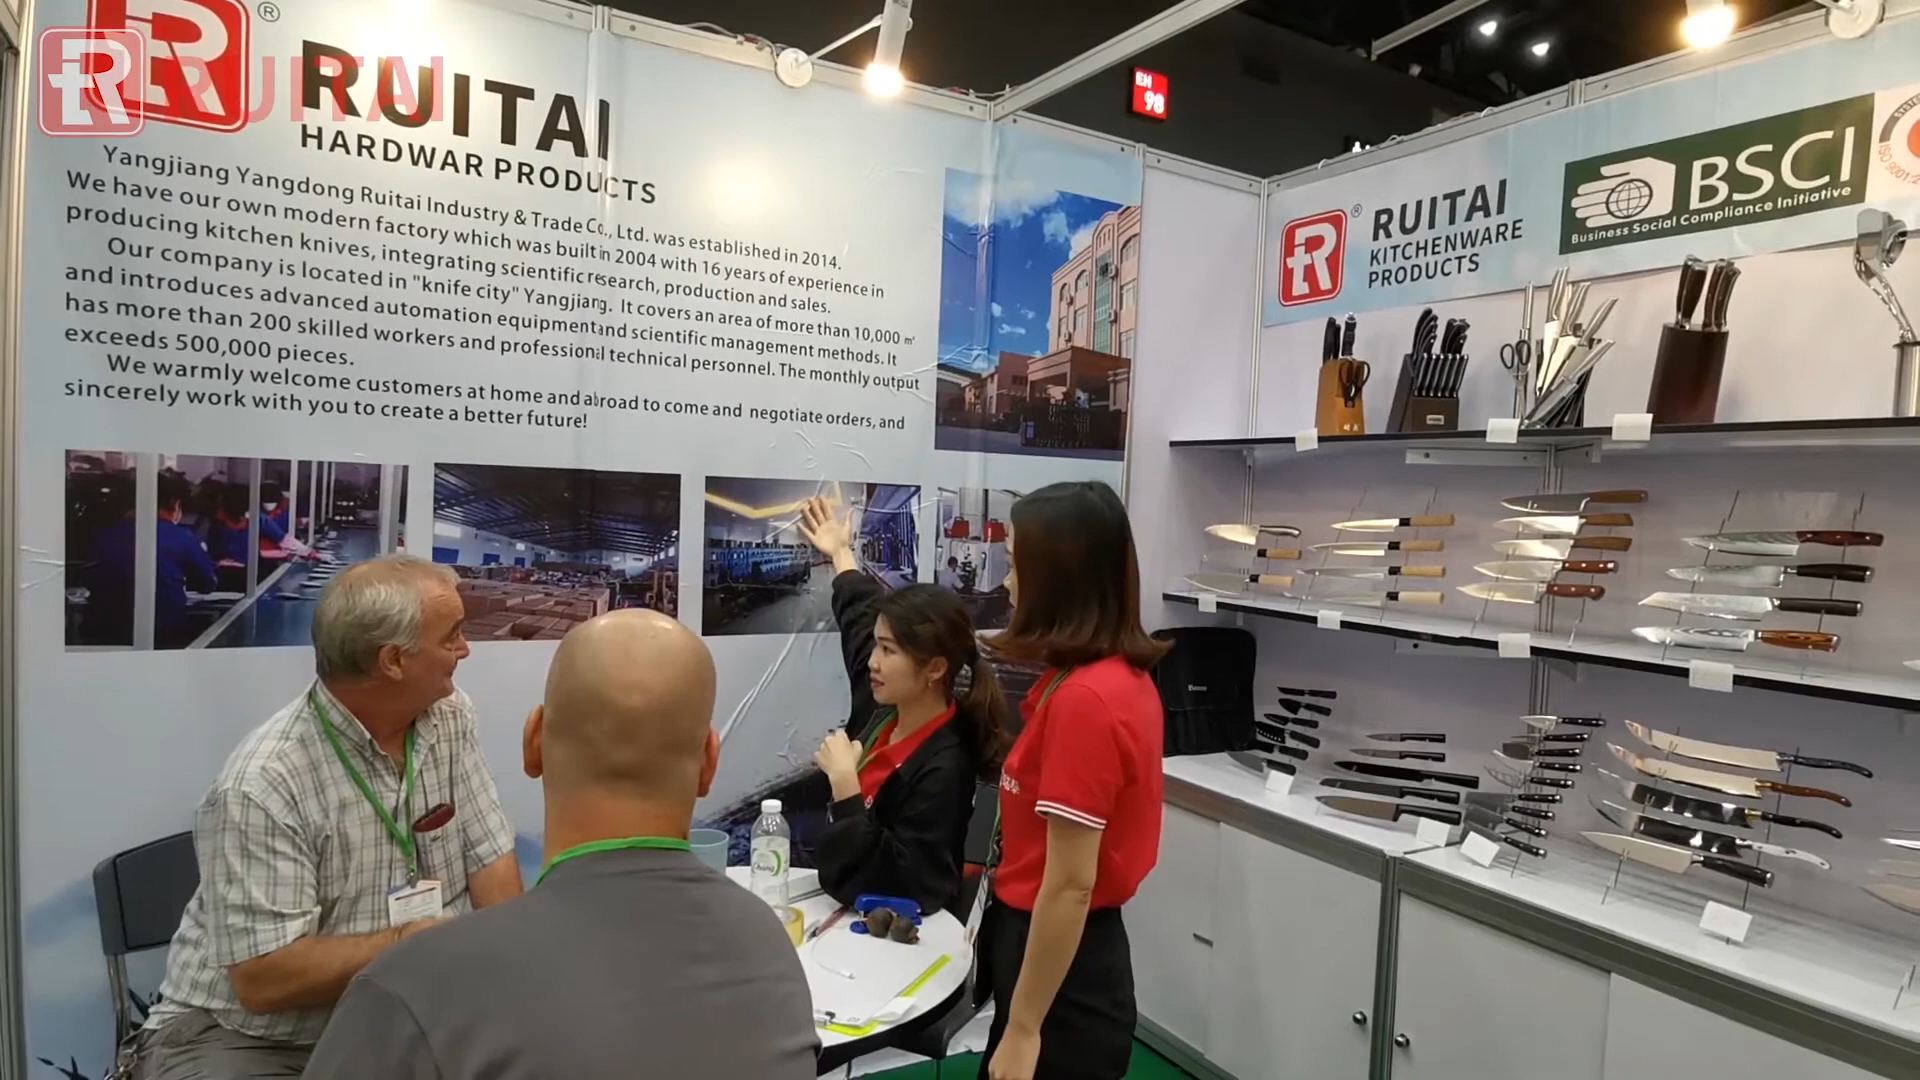 RUITAI
R ®
RUITAI
HARDWAR PRODUCTS
Yangjiang Yangdong Ruitai Industry & Trade Co., Ltd. was established in 2014.
We have our own modern factory which was built in 2004 with 16 years of experience in
producing kitchen knives, integrating scientific research, production and sales.
Our company is located in "knife city" Yangjiang. It covers an area of more than 10,000 ㎡
and introduces advanced automation equipment and scientific management methods. It
has more than 200 skilled workers and professional technical personnel. The monthly output
exceeds 500,000 pieces.
We warmly welcome customers at home and abroad to come and negotiate orders, and
sincerely work with you to create a better future!
EH
98
R ®
RUITAI
KITCHENWARE
PRODUCTS
BSCI
Business Social Compliance Initiative
ISO 9001:2